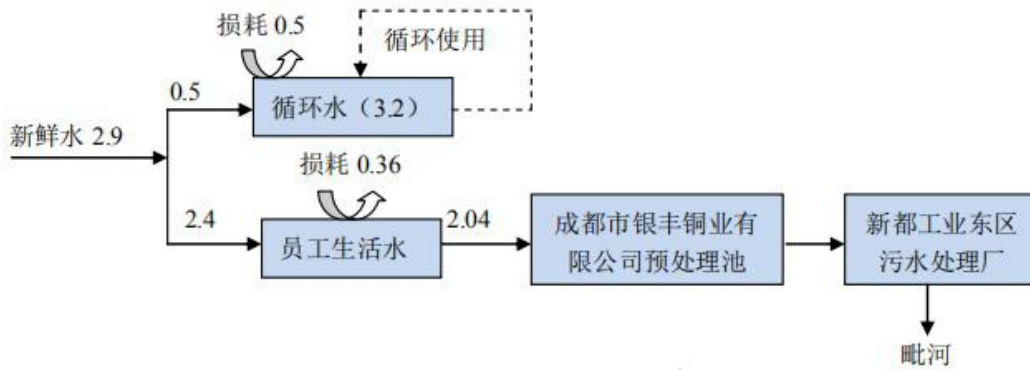 损耗 0.5
循环使用
0.5
循环水（3.2）
新鲜水 2.9
损耗 0.36
2.4
员工生活水
2.04
成都市银丰铜业有
限公司预处理池
新都工业东区
污水处理厂
毗河